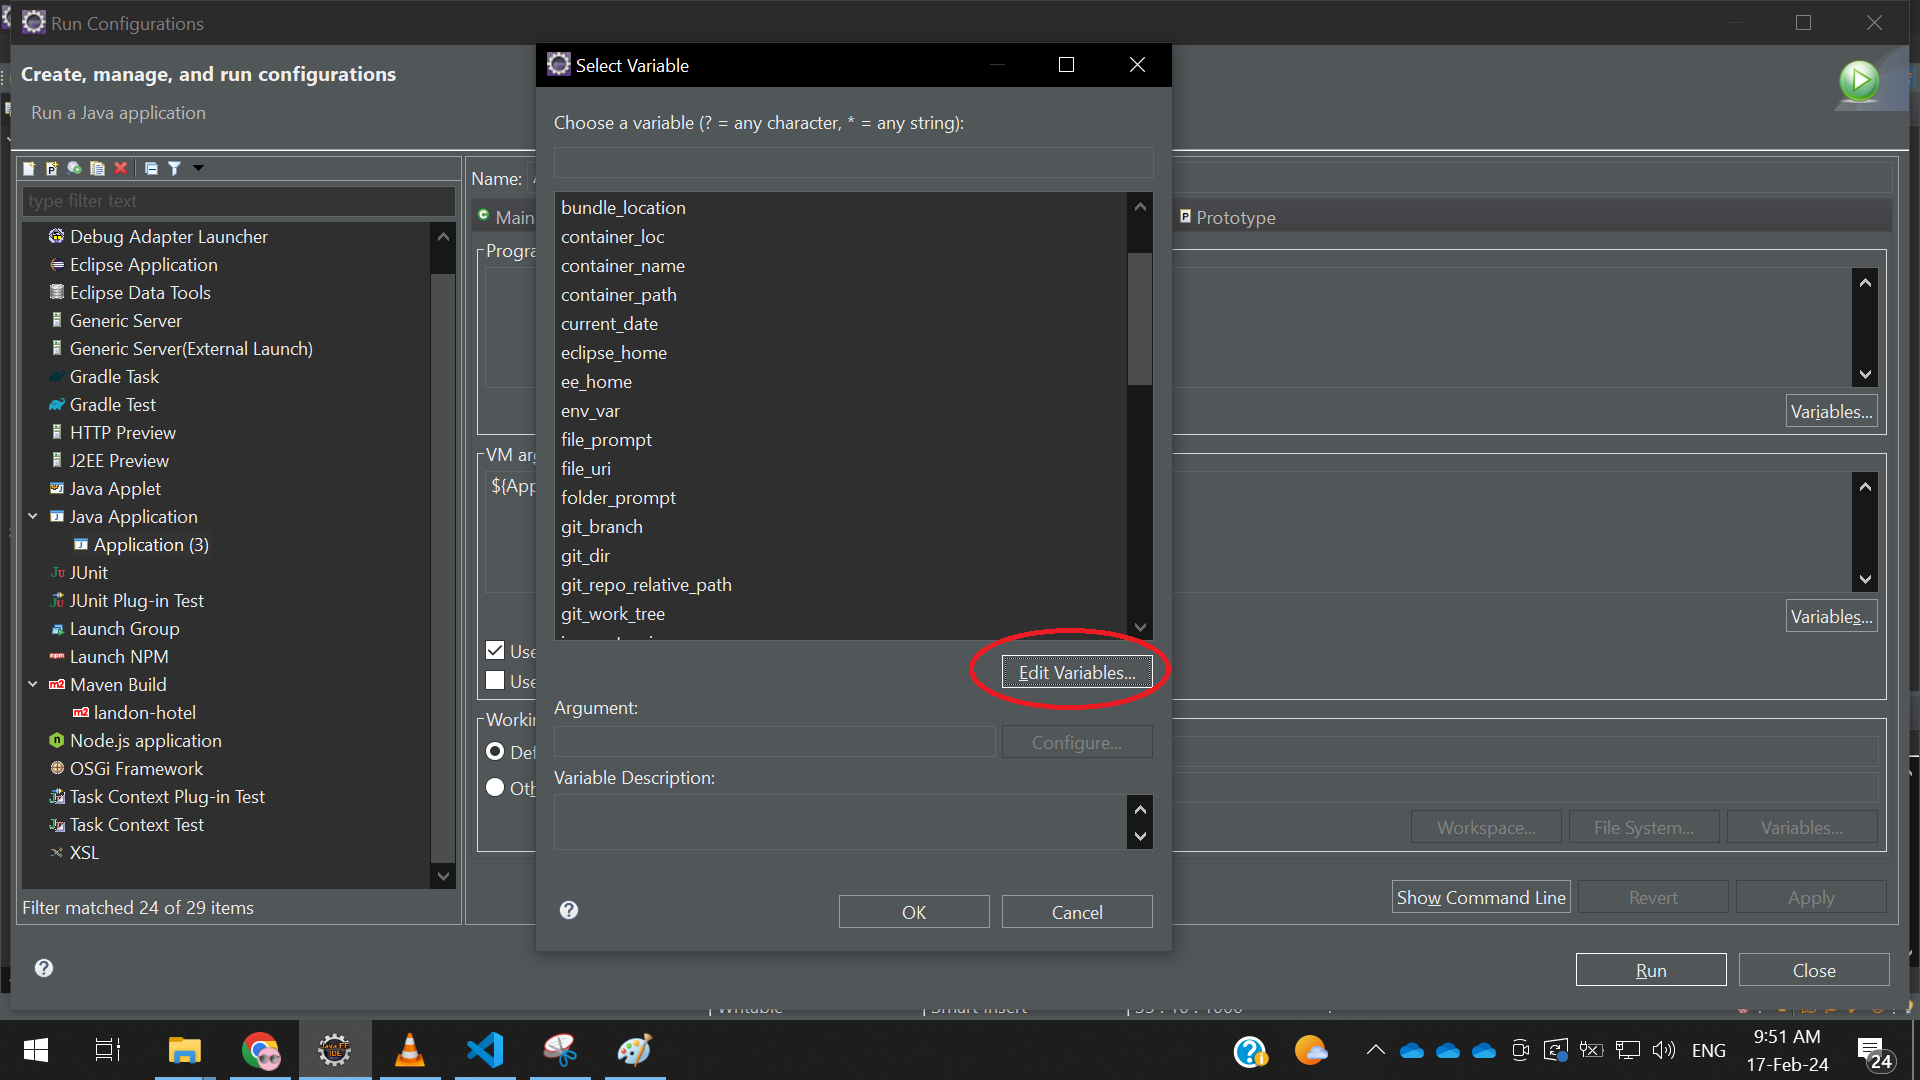 Run Configurations
Create, manage, and run configurations
Run a Java application
type filter text
Debug Adapter Launcher
Eclipse Application
Eclipse Data Tools
Generic Server
Generic Server(External Launch)
Gradle Task
Gradle Test
HTTP Preview
J2EE Preview
Java Applet
Java Application
Application (3)
JUnit
JUnit Plug-in Test
Launch Group
Launch NPM
Maven Build
landon-hotel
Node.js application
OSGi Framework
Task Context Plug-in Test
Task Context Test
XSL
Filter matched 24 of 29 items
Name:
Main
Prototype
Progra
Variables...
VM arg
${App
Variables...
Use
Use
Workin
Def
Oth
Workspace...
File System...
Variables...
Show Command Line
Revert
Apply
Run
Close
Select Variable
Choose a variable (? = any character, * = any string):
bundle_location
container_loc
container_name
container_path
current_date
eclipse_home
ee_home
env_var
file_prompt
file_uri
folder_prompt
git_branch
git_dir
git_repo_relative_path
git_work_tree
Edit Variables...
Argument:
Configure...
Variable Description:
OK
Cancel
Writable
Smart Insert
ENG
9:51 AM
17-Feb-24
24